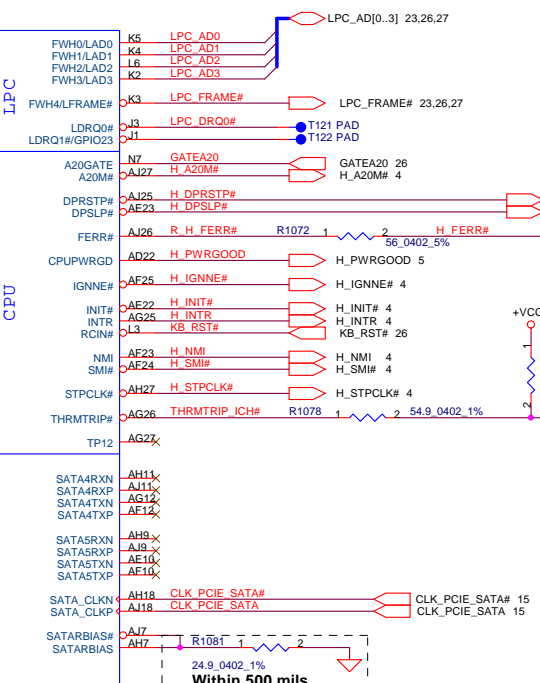 LPC_AD[0..3] 23,26,27
LPC
FWH0/LAD0 K5 LPC_AD0
FWH1/LAD1 K4 LPC_AD1
FWH2/LAD2 L6 LPC_AD2
FWH3/LAD3 K2 LPC_AD3
FWH4/LFRAME# K3 LPC_FRAME# LPC_FRAME# 23,26,27
LDRQ0# J3 LPC_DRQ0# T121 PAD
LDRQ1#/GPIO23 J1 T122 PAD
CPU
A20GATE N7 GATEA20 GATEA20 26
A20M# AJ27 H_A20M# H_A20M# 4
DPRSTP# AJ25 H_DPRSTP#
DPSLP# AE23 H_DPSLP#
FERR# AJ26 R_H_FERR# R1072 1 2 H_FERR#
56_0402_5%
CPUPWRGD AD22 H_PWRGOOD H_PWRGOOD 5
IGNNE# AF25 H_IGNNE# H_IGNNE# 4
INIT# AE22 H_INIT# H_INIT# 4
INTR AG25 H_INTR H_INTR 4
RCIN# L3 KB_RST# KB_RST# 26
+VCC
1
2
NMI AF23 H_NMI H_NMI 4
SMI# AF24 H_SMI# H_SMI# 4
STPCLK# AH27 H_STPCLK# H_STPCLK# 4
THRMTRIP# AG26 THRMTRIP_ICH# R1078 1 2 54.9_0402_1%
TP12 AG27
SATA4RXN AH11
SATA4RXP AJ11
SATA4TXN AG12
SATA4TXP AF12
SATA5RXN AH9
SATA5RXP AJ9
SATA5TXN AE10
SATA5TXP AF10
SATA_CLKN AH18 CLK_PCIE_SATA# CLK_PCIE_SATA# 15
SATA_CLKP AJ18 CLK_PCIE_SATA CLK_PCIE_SATA 15
SATARBIAS# AJ7
SATARBIAS AH7 R1081 1 2
24.9_0402_1%
Within 500 mils